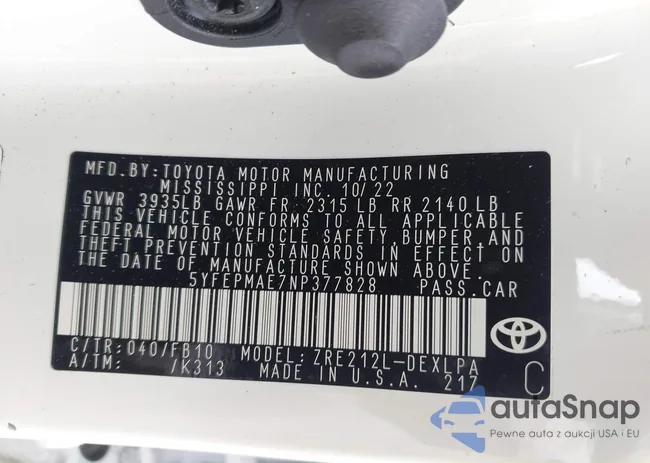 MFD.BY: TOYOTA MOTOR MANUFACTURING
MISSISSIPPI INC. 10/22
GVWR 3935LB GAWR FR 2315 LB RR 2140 LB
THIS VEHICLE CONFORMS TO ALL APPLICABLE
FEDERAL MOTOR VEHICLE SAFETY, BUMPER, AND
THEFT PREVENTION STANDARDS IN EFFECT ON
THE DATE OF MANUFACTURE SHOWN ABOVE.
5YFEPMAE7NP377828 PASS.CAR
C/TR: 040/FB10 MODEL: ZRE212L-DEXLPA
A/TM: /K313 MADE IN U.S.A. 217
TOYOTA
C
autaSnap
Pewne auta z aukcji USA i EU